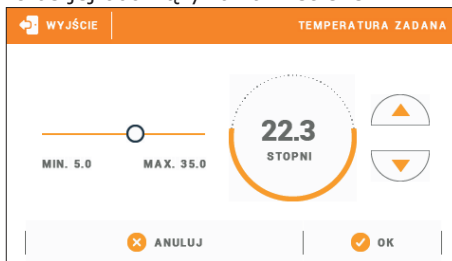 WYJŚCIE
TEMPERATURA ZADANA
22.3
STOPNI
MIN. 5.0 MAX. 35.0
ANULUJ
OK